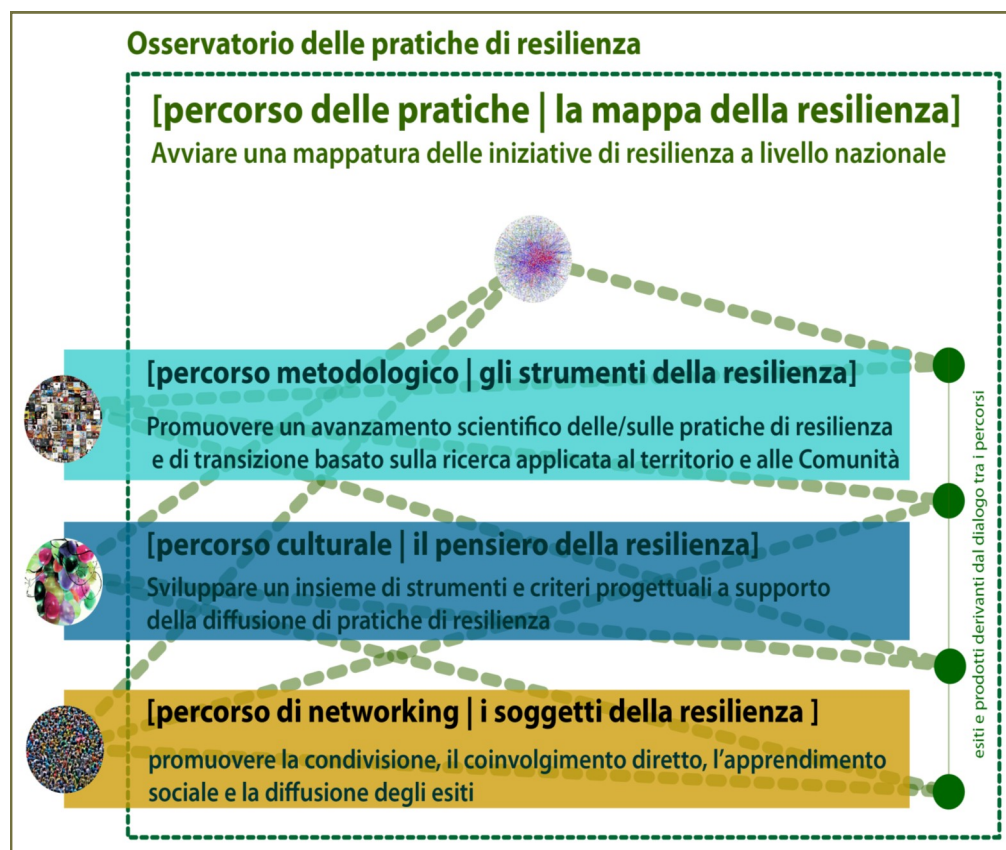 Osservatorio delle pratiche di resilienza
[percorso delle pratiche | la mappa della resilienza]
Avviare una mappatura delle iniziative di resilienza a livello nazionale
[percorso metodologico | gli strumenti della resilienza]
Promuovere un avanzamento scientifico delle/sulle pratiche di resilienza
e di transizione basato sulla ricerca applicata al territorio e alle Comunità
[percorso culturale | il pensiero della resilienza]
Sviluppare un insieme di strumenti e criteri progettuali a supporto
della diffusione di pratiche di resilienza
[percorso di networking | i soggetti della resilienza ]
promuovere la condivisione, il coinvolgimento diretto, l’apprendimento
sociale e la diffusione degli esiti
esiti e prodotti derivanti dal dialogo tra i percorsi